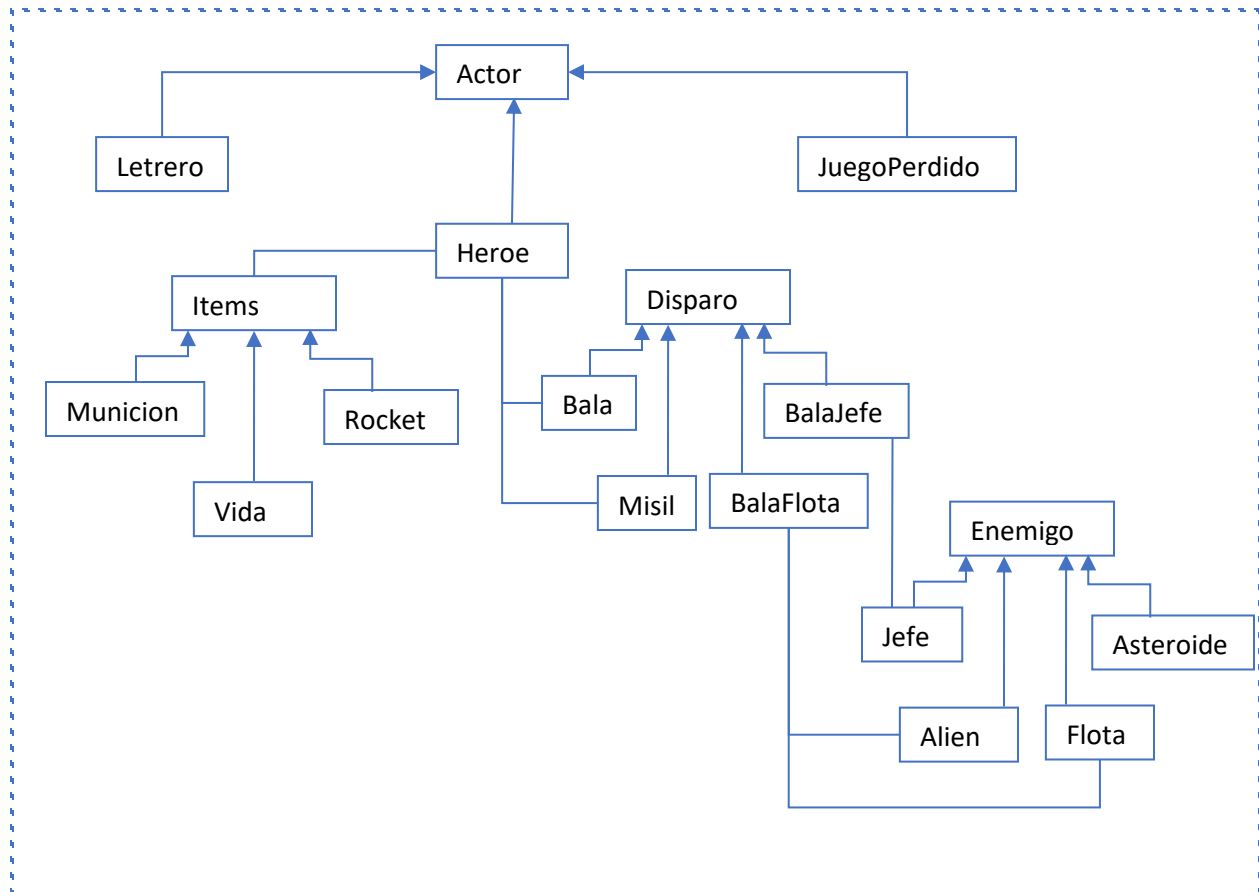 Actor
Letrero
JuegoPerdido
Heroe
Items
Disparo
Municion
Rocket
Bala
BalaJefe
Vida
Misil
BalaFlota
Enemigo
Jefe
Asteroide
Alien
Flota